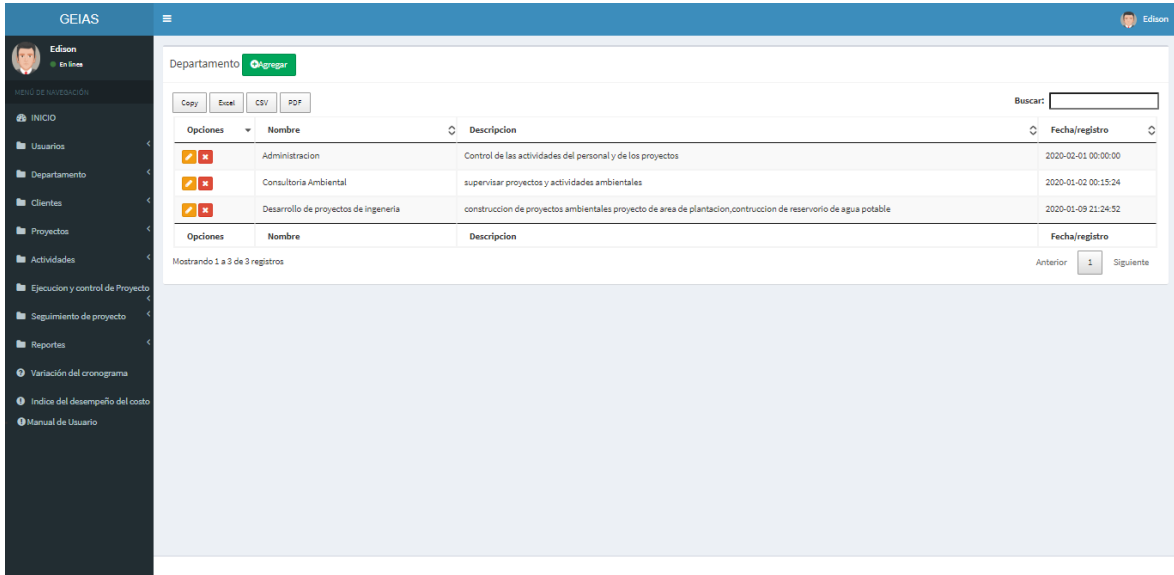 GEIAS
Edison
Edison
En linea
MENÚ DE NAVEGACIÓN
INICIO
Usuarios
Departamento
Clientes
Proyectos
Actividades
Ejecucion y control de Proyecto
Seguimiento de proyecto
Reportes
Variación del cronograma
Indice del desempeño del costo
Manual de Usuario
Departamento Agregar
Copy Excel CSV PDF Buscar:
Opciones Nombre Descripcion Fecha/registro
Administracion Control de las actividades del personal y de los proyectos 2020-02-01 00:00:00
Consultoria Ambiental supervisar proyectos y actividades ambientales 2020-01-02 00:15:24
Desarrollo de proyectos de ingeneria construccion de proyectos ambientales proyecto de area de plantacion,contruccion de reservorio de agua potable 2020-01-09 21:24:52
Opciones Nombre Descripcion Fecha/registro
Mostrando 1 a 3 de 3 registros Anterior 1 Siguiente